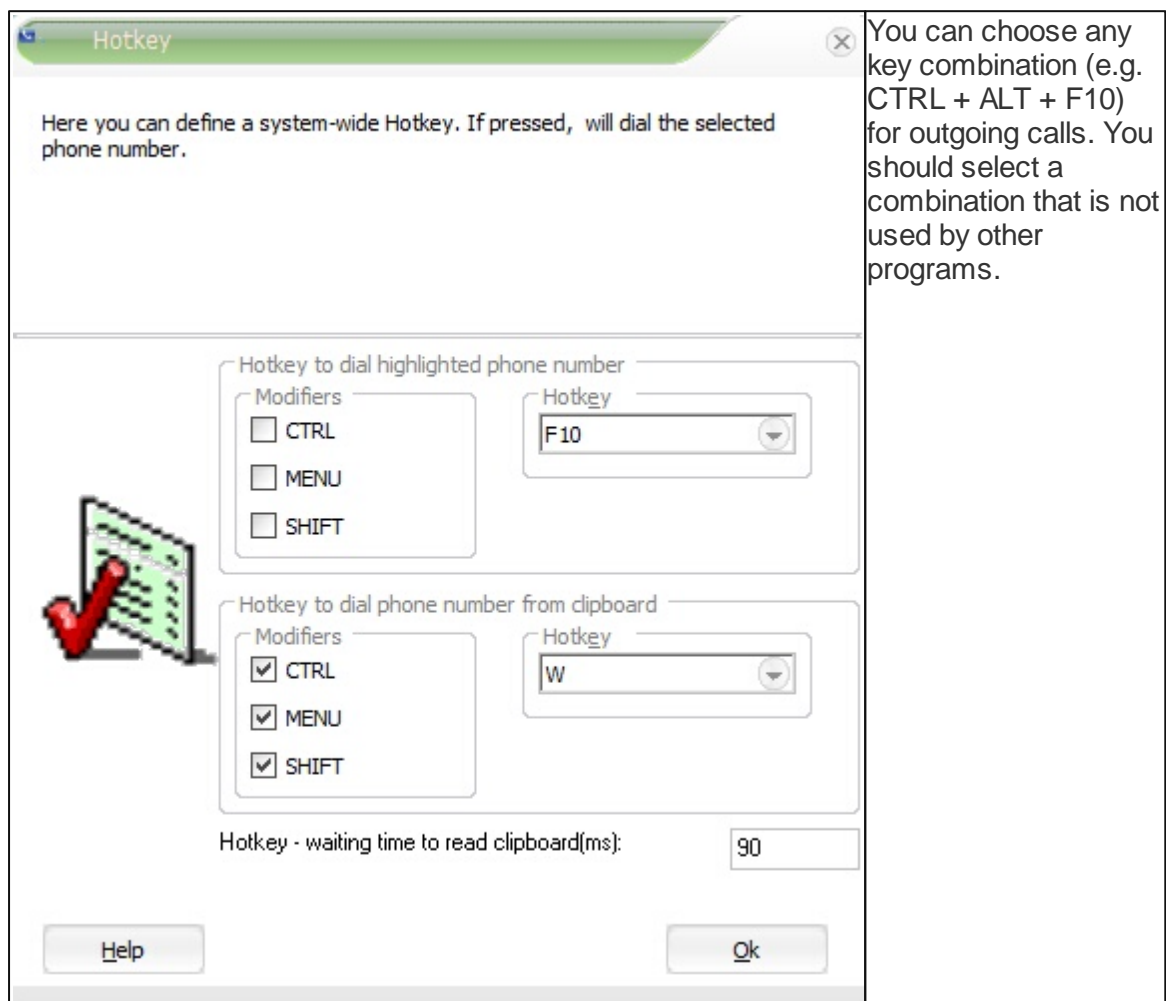 Hotkey
Here you can define a system-wide Hotkey. If pressed,  will dial the selected
phone number.
Hotkey to dial highlighted phone number
Modifiers
CTRL
MENU
SHIFT
Hotkey
F10
Hotkey to dial phone number from clipboard
Modifiers
CTRL
MENU
SHIFT
Hotkey
W
Hotkey - waiting time to read clipboard(ms):
90
Help
Ok
You can choose any
key combination (e.g.
CTRL + ALT + F10)
for outgoing calls. You
should select a
combination that is not
used by other
programs.